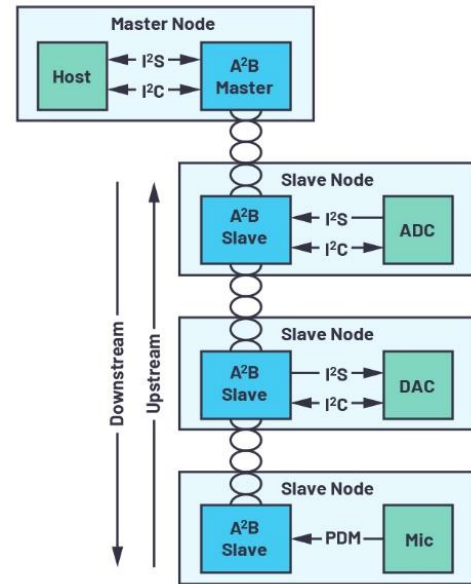 Master Node
Host
I²S
I²C
A²B
Master
Slave Node
A²B
Slave
I²S
I²C
ADC
Slave Node
A²B
Slave
I²S
I²C
DAC
Slave Node
A²B
Slave
PDM
Mic
Downstream
Upstream